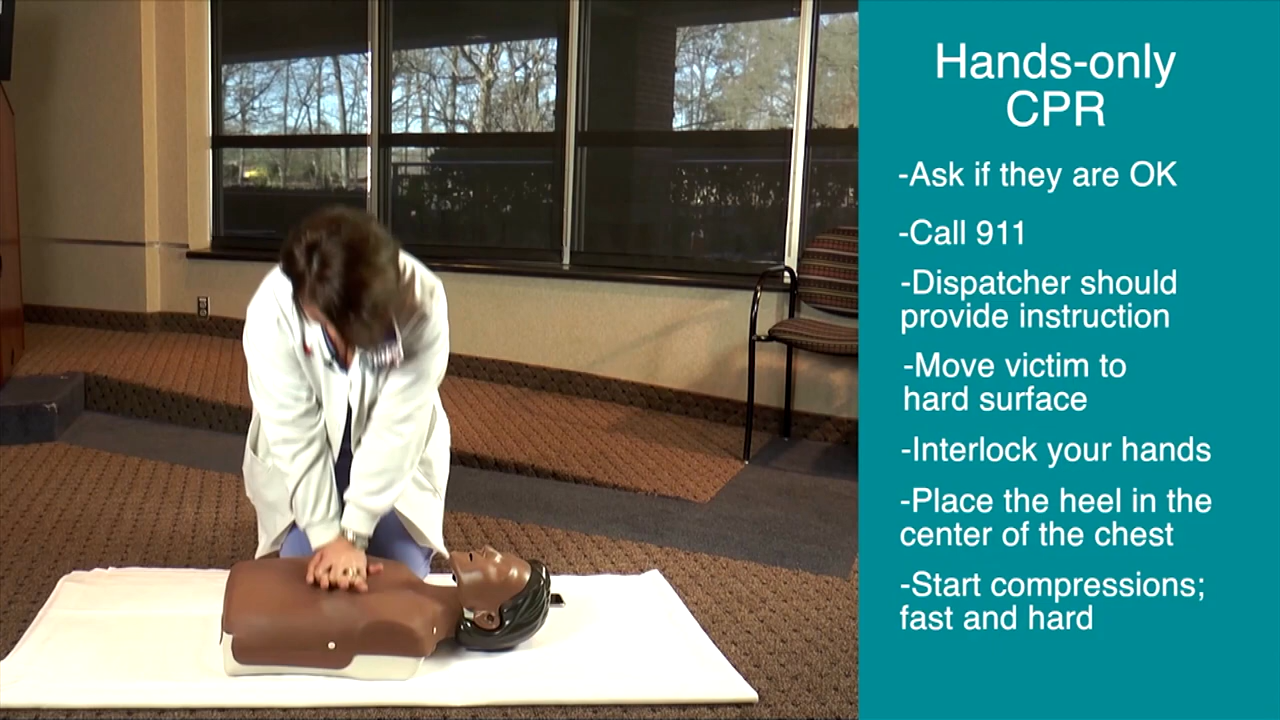 Hands-only
CPR
-Ask if they are OK
-Call 911
-Dispatcher should
provide instruction
-Move victim to
hard surface
-Interlock your hands
-Place the heel in the
center of the chest
-Start compressions;
fast and hard